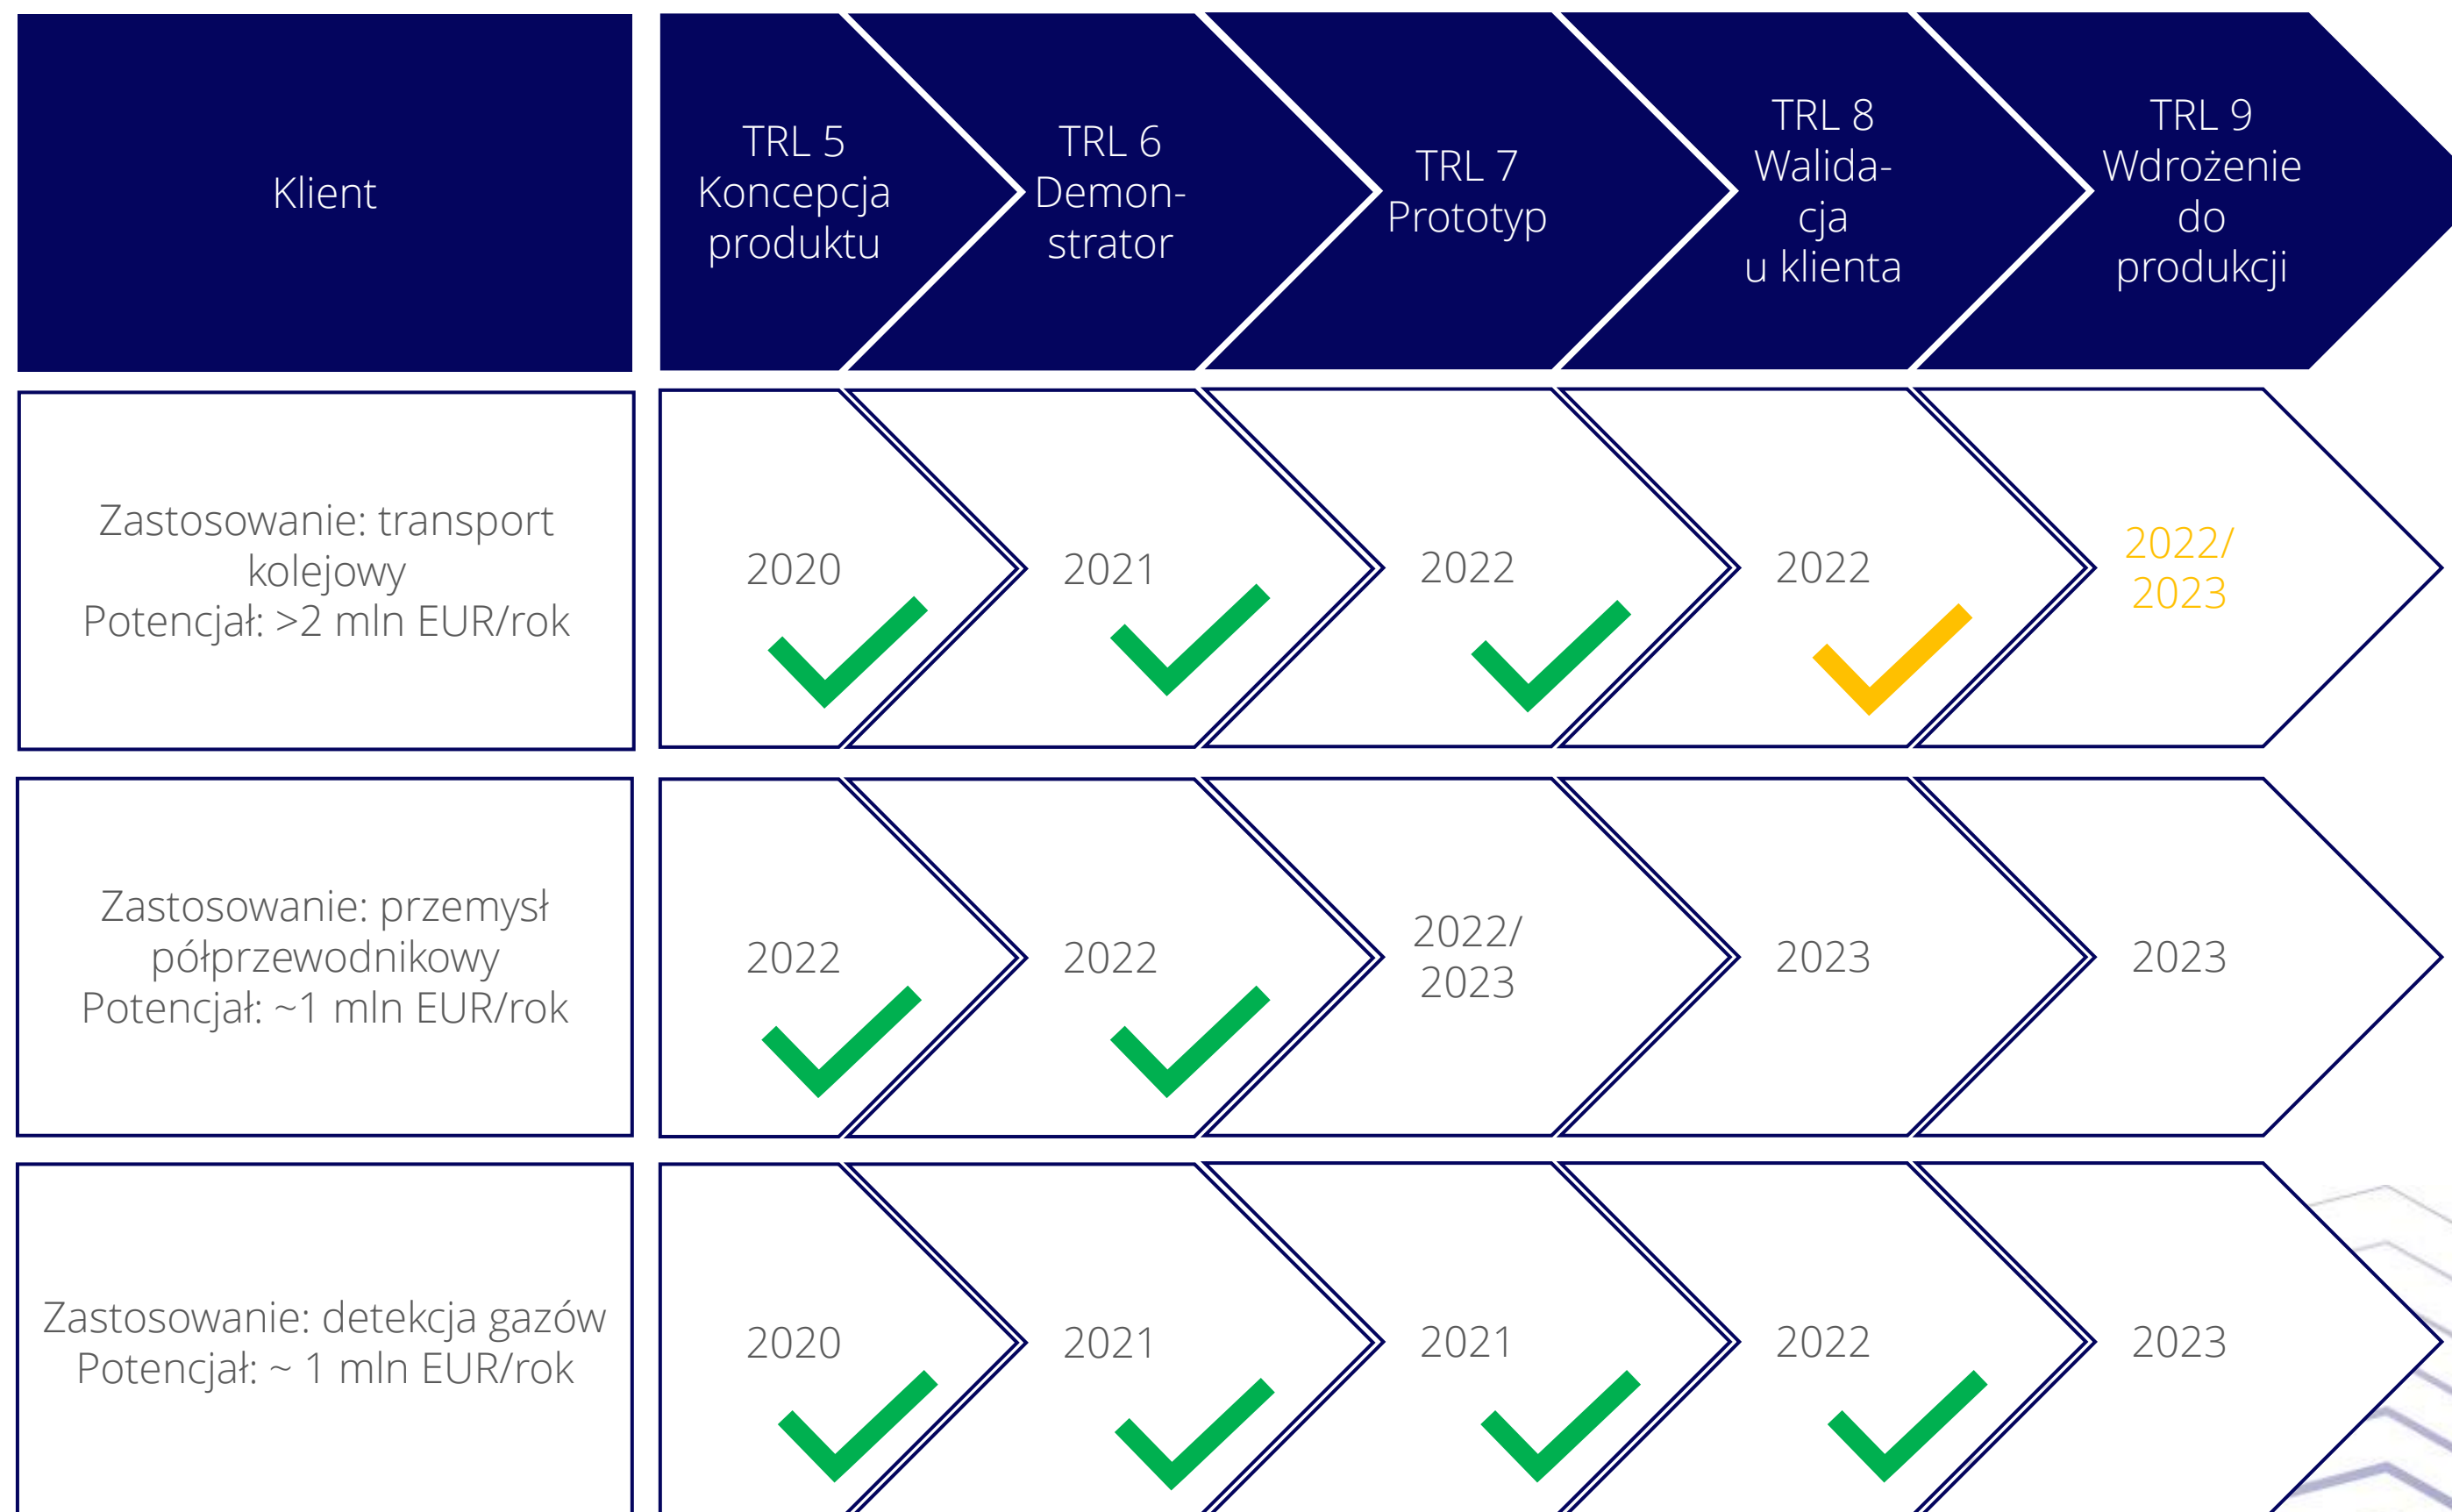 Klient
TRL 5
Koncepcja
produktu
TRL 6
Demon-
strator
TRL 7
Prototyp
TRL 8
Walida-
cja
u klienta
TRL 9
Wdrożenie
do
produkcji
Zastosowanie: transport
kolejowy
Potencjał: >2 mln EUR/rok
2020
2021
2022
2022
2022/
2023
Zastosowanie: przemysł
półprzewodnikowy
Potencjał: ~1 mln EUR/rok
2022
2022
2022/
2023
2023
2023
Zastosowanie: detekcja gazów
Potencjał: ~ 1 mln EUR/rok
2020
2021
2021
2022
2023